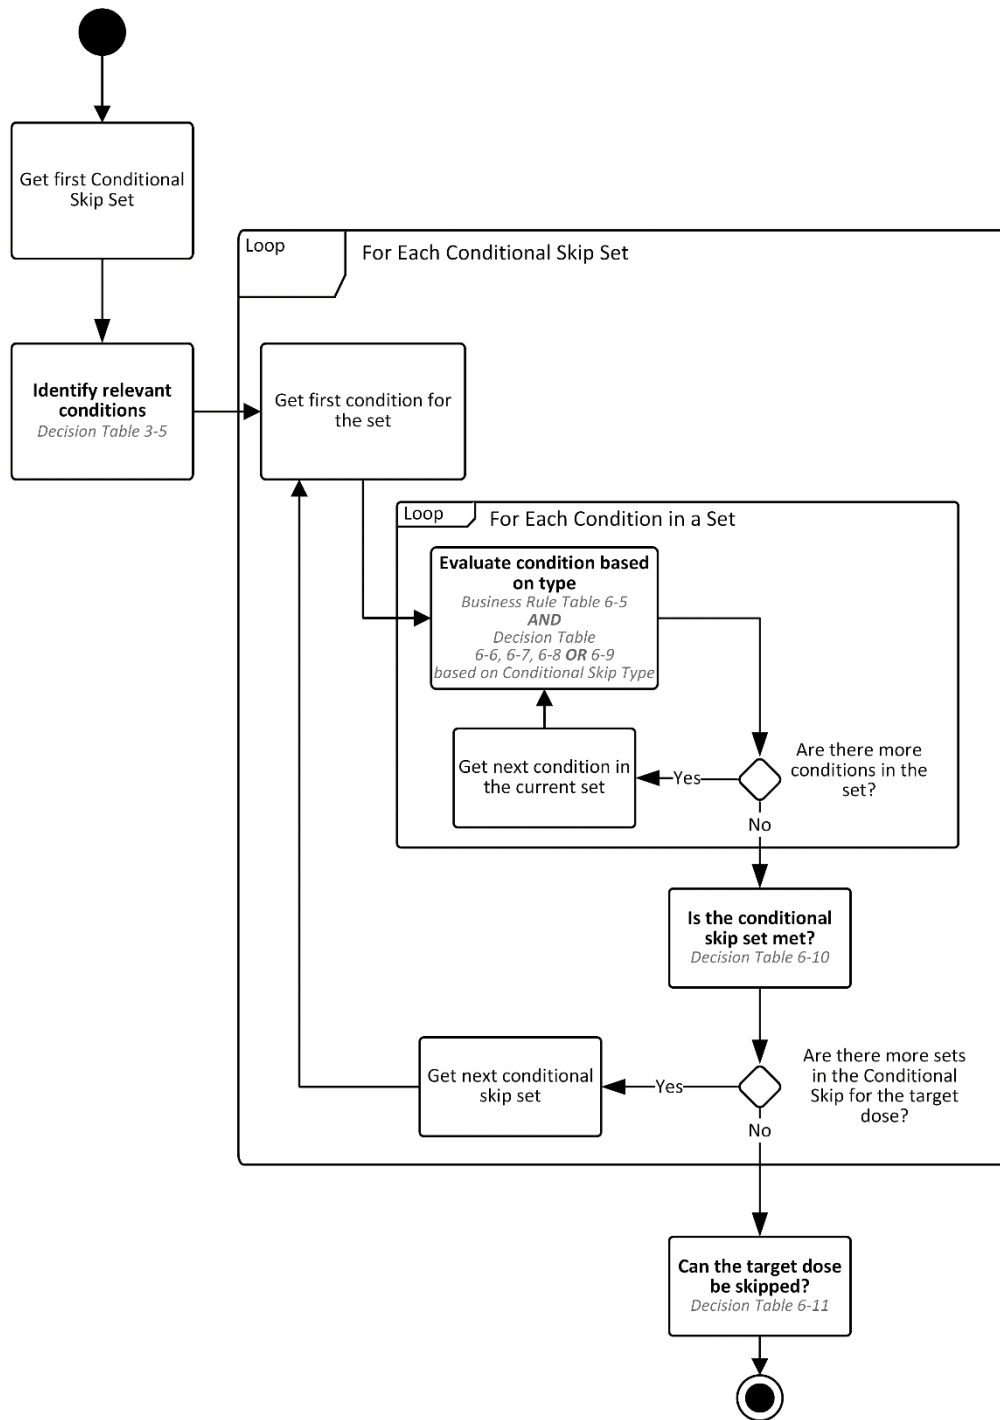 Get first Conditional
Skip Set
Loop
For Each Conditional Skip Set
Identify relevant
conditions
Decision Table 3-5
Get first condition for
the set
Loop
For Each Condition in a Set
Evaluate condition based
on type
Business Rule Table 6-5
AND
Decision Table
6-6, 6-7, 6-8 OR 6-9
based on Conditional Skip Type
Get next condition in
the current set
Yes
Are there more
conditions in the
set?
No
Is the conditional
skip set met?
Decision Table 6-10
Get next conditional
skip set
Yes
Are there more sets
in the Conditional
Skip for the target
dose?
No
Can the target dose
be skipped?
Decision Table 6-11